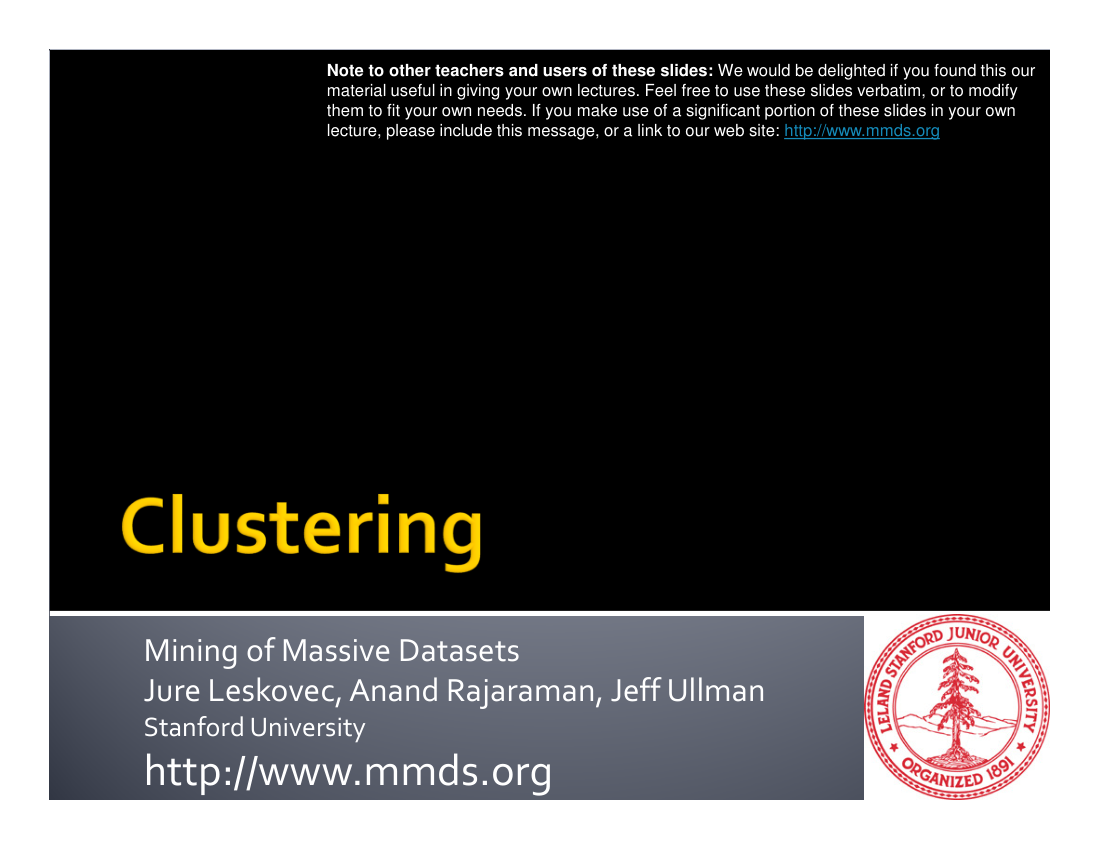 Note to other teachers and users of these slides: We would be delighted if you found this our
material useful in giving your own lectures. Feel free to use these slides verbatim, or to modify
them to fit your own needs. If you make use of a significant portion of these slides in your own
lecture, please include this message, or a link to our web site: http://www.mmds.org
Clustering
Mining of Massive Datasets
Jure Leskovec, Anand Rajaraman, Jeff Ullman
Stanford University
http://www.mmds.org
LELAND STANFORD JUNIOR UNIVERSITY
ORGANIZED 1891